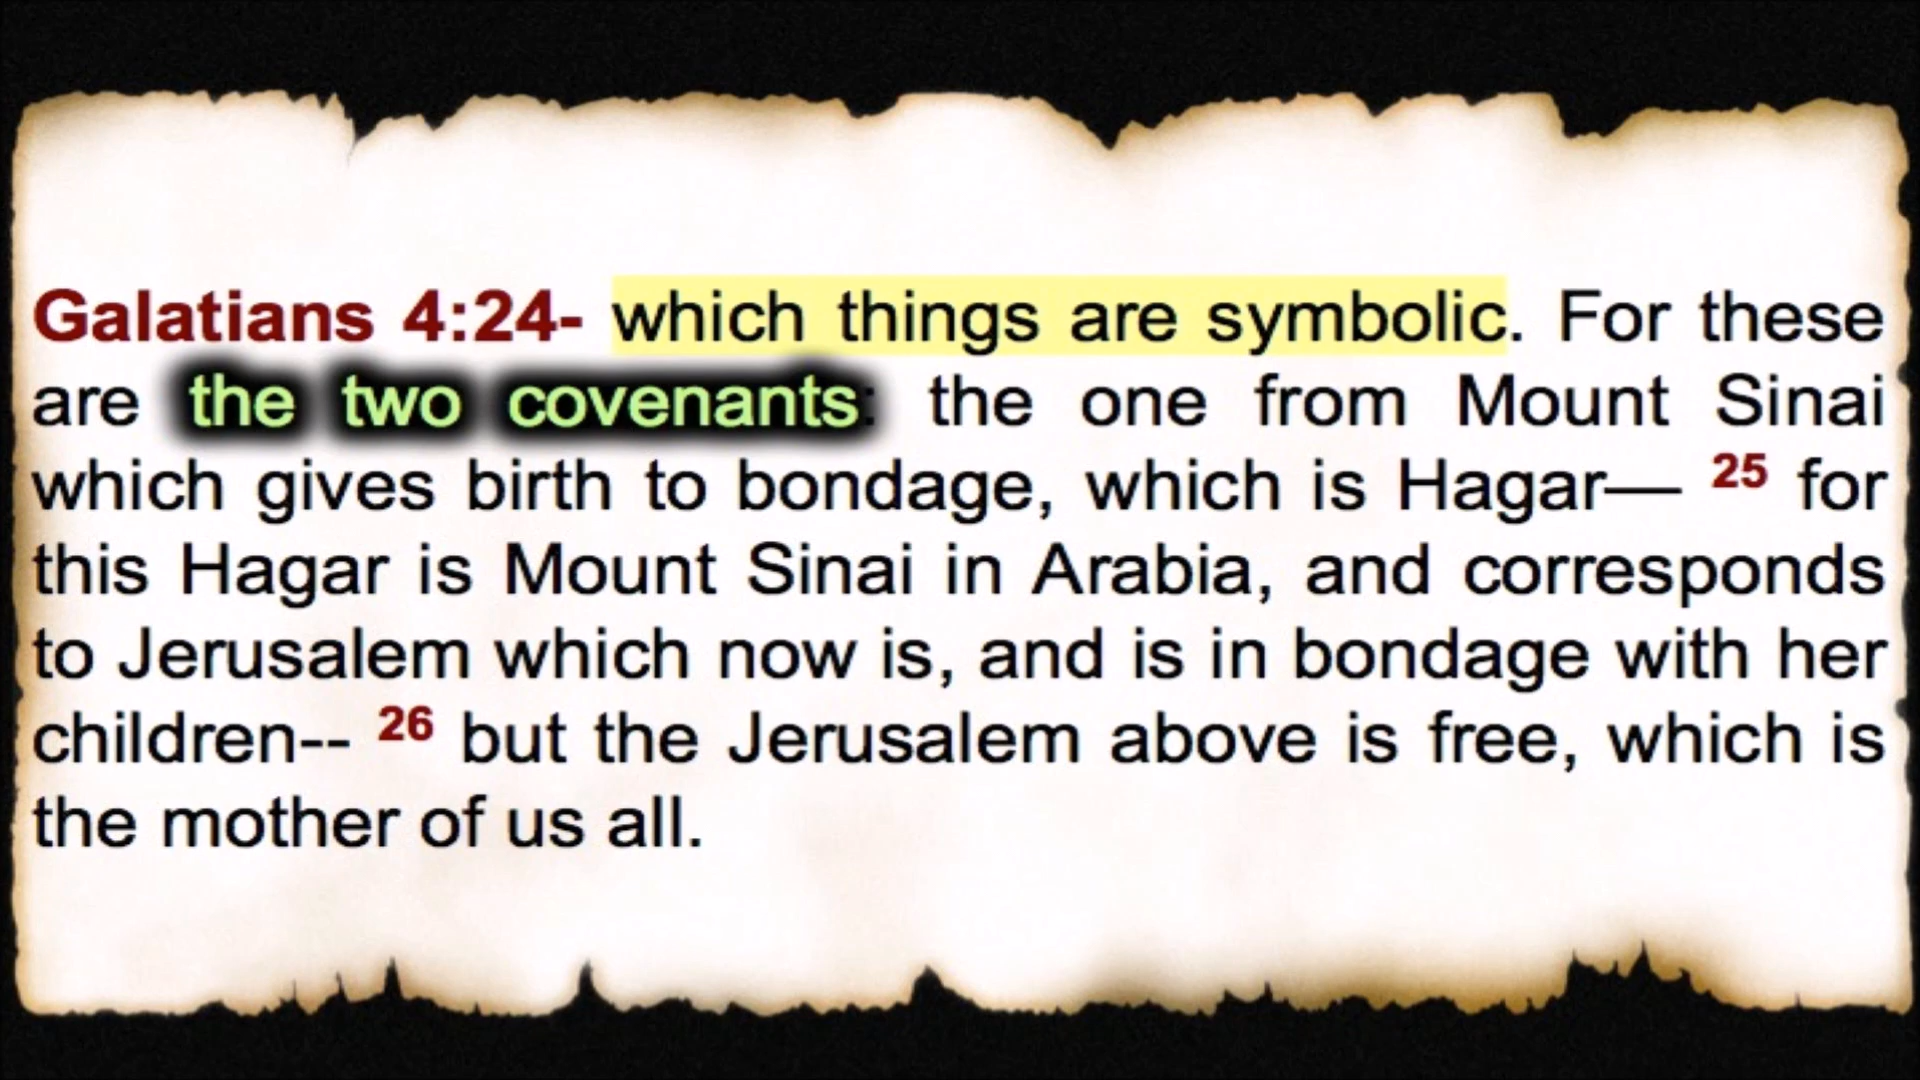 Galatians 4:24- which things are symbolic. For these
are the two covenants: the one from Mount Sinai
which gives birth to bondage, which is Hagar— 25 for
this Hagar is Mount Sinai in Arabia, and corresponds
to Jerusalem which now is, and is in bondage with her
children-- 26 but the Jerusalem above is free, which is
the mother of us all.